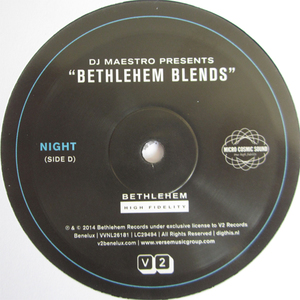 DJ MAESTRO PRESENTS
"BETHLEHEM BLENDS"
NIGHT
(SIDE D)
MICRO COSMIC SOUND
BETHLEHEM
HIGH FIDELITY
℗ & © 2014 Bethlehem Records under exclusive license to V2 Records
Benelux | VVNL26181 | LC29494 | All Rights Reserved | digthis.nl
v2benelux.com | www.versemusicgroup.com
V2